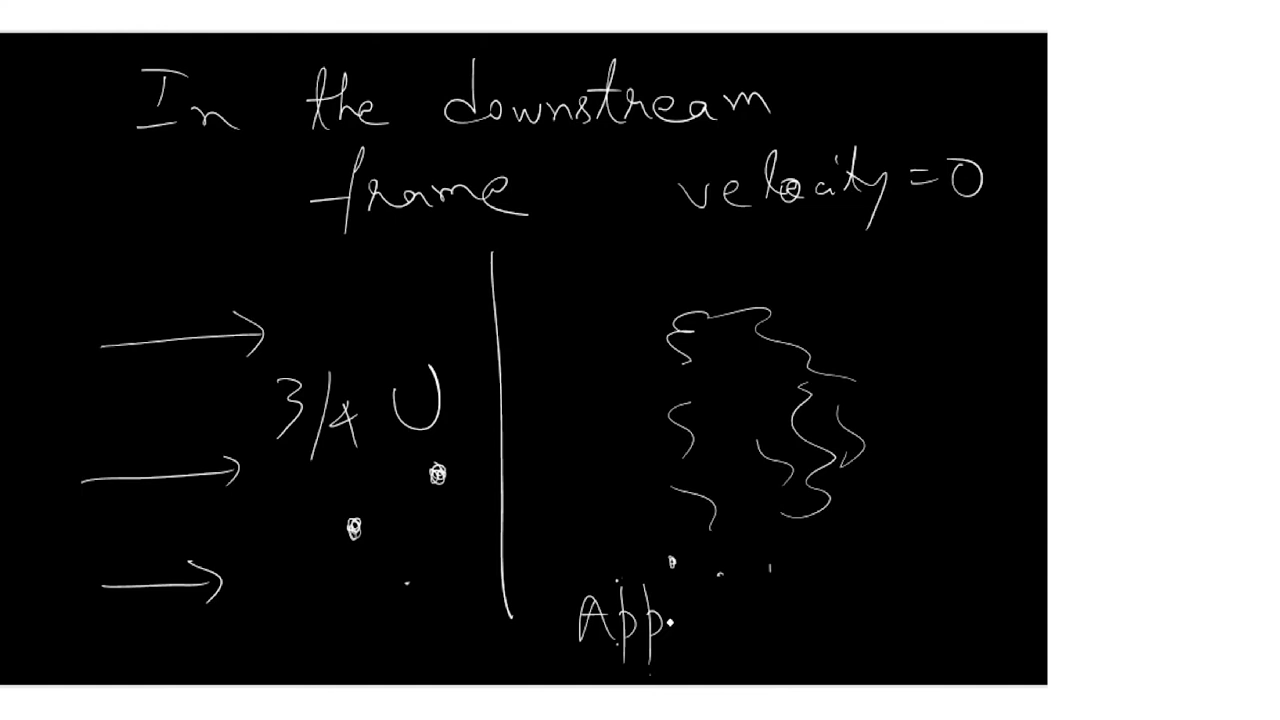 In the downstream
frame velocity = 0
3/4 U
App